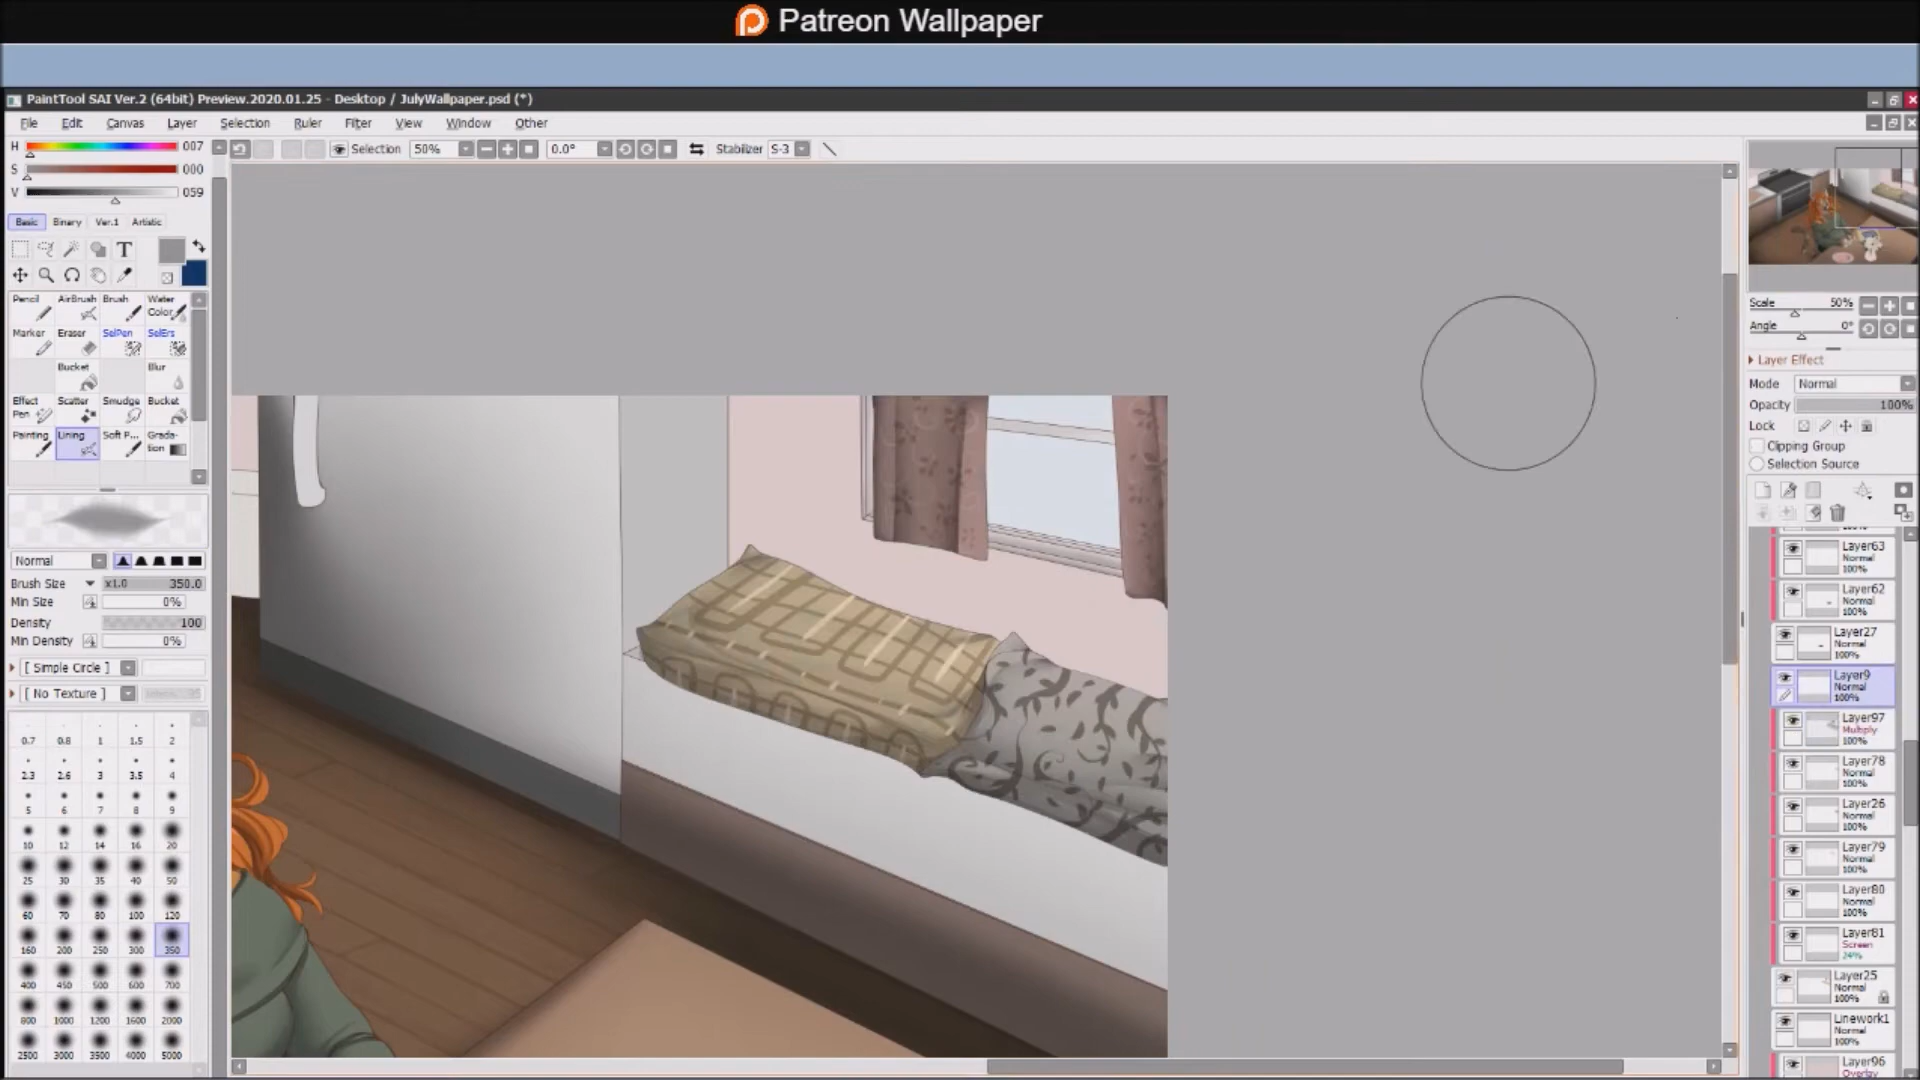 Patreon Wallpaper
PaintTool SAI Ver.2 (64bit) Preview.2020.01.25 - Desktop / JulyWallpaper.psd (*)
File Edit Canvas Layer Selection Ruler Filter View Window Other
H 007
S 000
V 059
Selection 50% 0.0° Stabilizer S-3
Basic Binary Ver.1 Artistic
T
Pencil AirBrush Brush Water Color
Marker Eraser SelPen SelErs
Bucket Blur
Effect Pen Scatter Smudge Bucket
Painting Lining Soft P... Grada-tion
Normal
Brush Size x1.0 350.0
Min Size 0%
Density 100
Min Density 0%
[ Simple Circle ]
[ No Texture ]
0.7 0.8 1 1.5 2
2.3 2.6 3 3.5 4
5 6 7 8 9
10 12 14 16 20
25 30 35 40 50
60 70 80 100 120
160 200 250 300 350
400 450 500 600 700
800 1000 1200 1600 2000
2500 3000 3500 4000 5000
Scale 50%
Angle 0°
Layer Effect
Mode Normal
Opacity 100%
Lock
Clipping Group
Selection Source
100%
Layer63
Normal
100%
Layer62
Normal
100%
Layer27
Normal
100%
Layer9
Normal
100%
Layer97
Multiply
100%
Layer78
Normal
100%
Layer26
Normal
100%
Layer79
Normal
100%
Layer80
Normal
100%
Layer81
Screen
24%
Layer25
Normal
100%
Linework1
Normal
100%
Layer96
Overlay